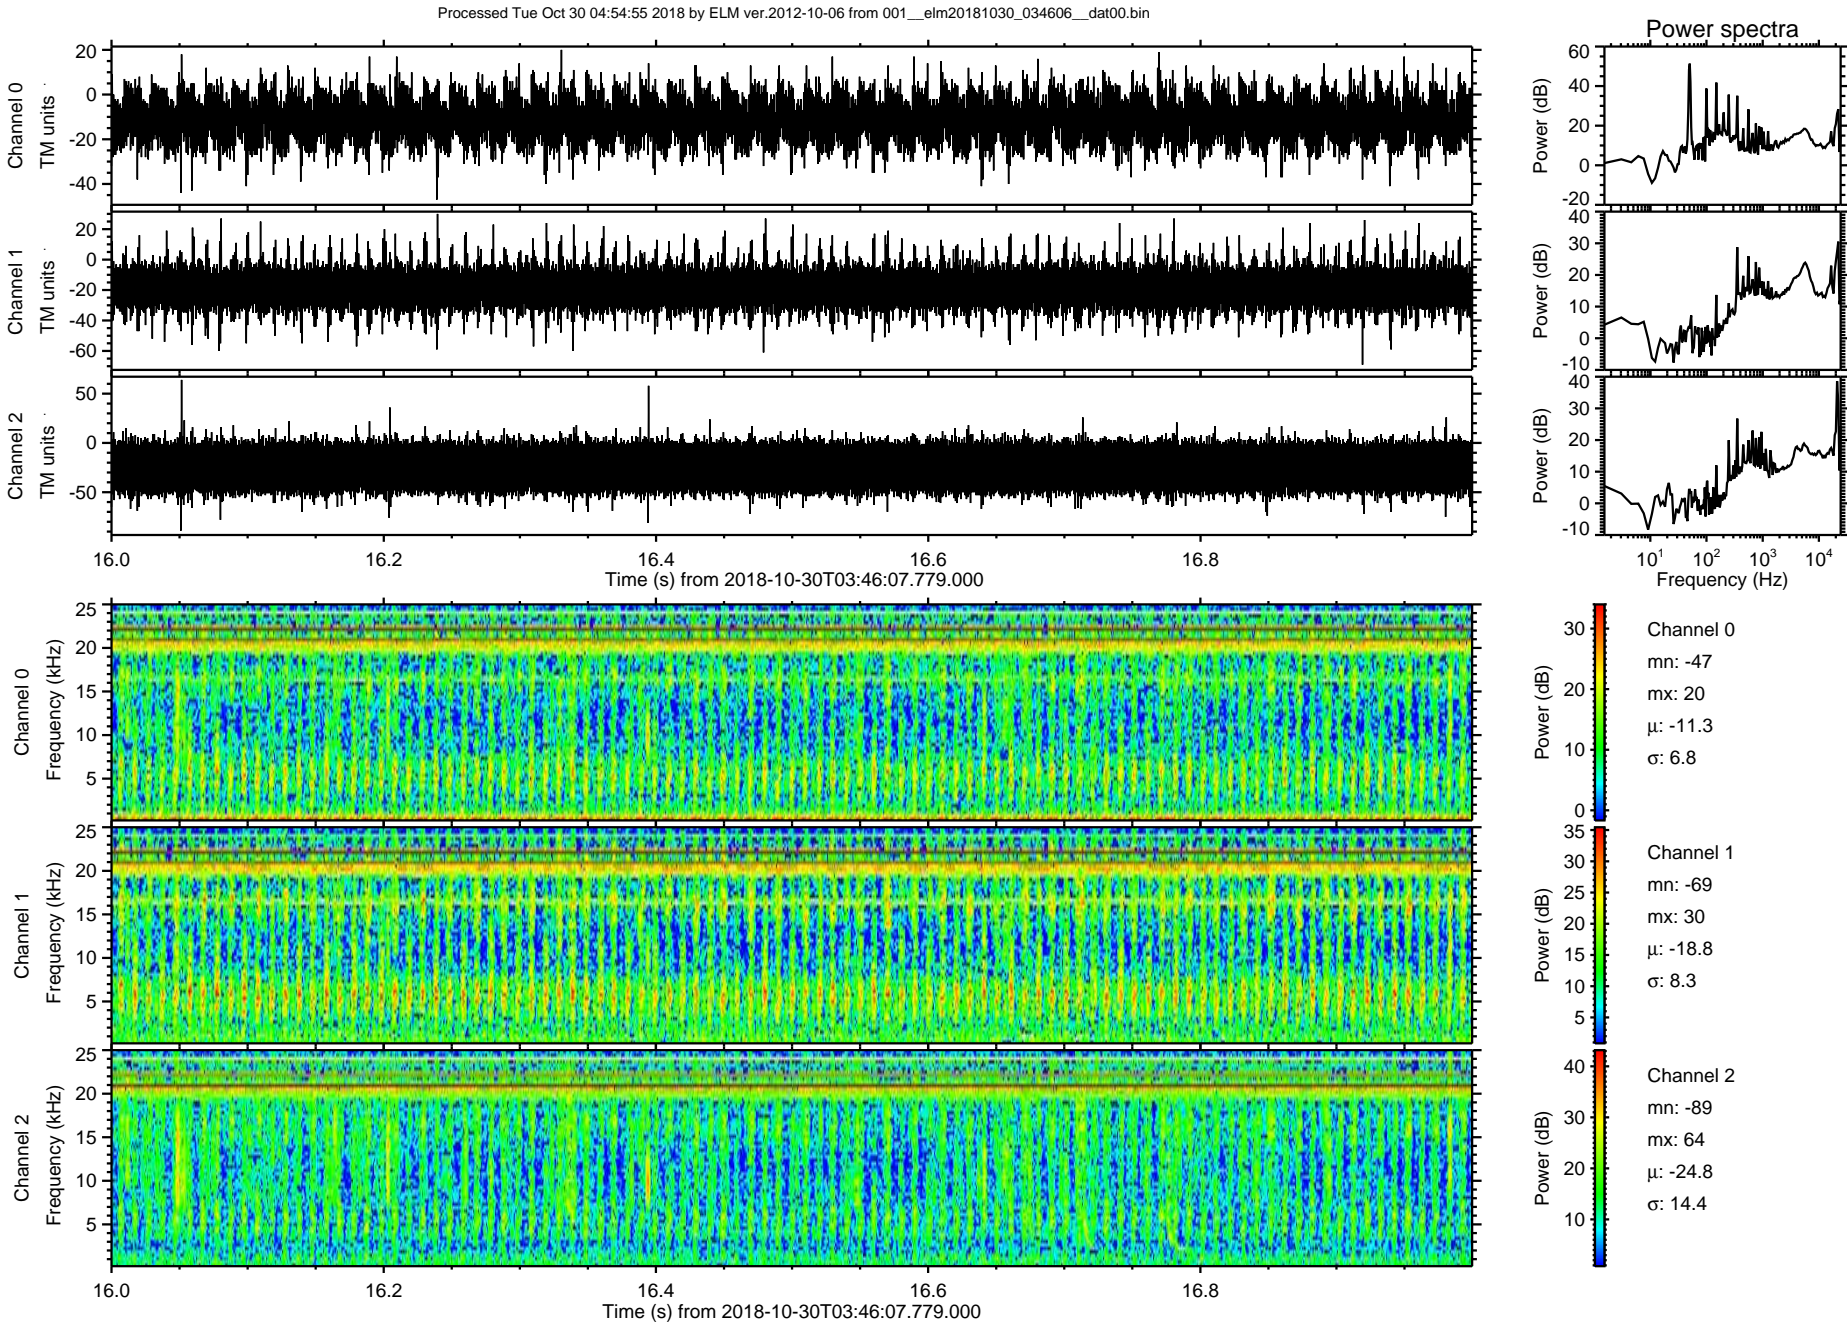 Processed Tue Oct 30 04:54:55 2018 by ELM ver.2012-10-06 from 001__elm20181030_034606__dat00.bin
Power spectra
Channel 0
TM units
20
0
-20
-40
Power (dB)
60
40
20
0
-20
Channel 1
TM units
20
0
-20
-40
-60
Power (dB)
40
30
20
10
0
-10
Channel 2
TM units
50
0
-50
Power (dB)
40
30
20
10
0
-10
16.0 16.2 16.4 16.6 16.8
Time (s) from 2018-10-30T03:46:07.779.000
10^1 10^2 10^3 10^4
Frequency (Hz)
Channel 0
Frequency (kHz)
25
20
15
10
5
Power (dB)
30
20
10
0
Channel 0
mn: -47
mx: 20
μ: -11.3
σ: 6.8
Channel 1
Frequency (kHz)
25
20
15
10
5
Power (dB)
35
30
25
20
15
10
5
Channel 1
mn: -69
mx: 30
μ: -18.8
σ: 8.3
Channel 2
Frequency (kHz)
25
20
15
10
5
Power (dB)
40
30
20
10
Channel 2
mn: -89
mx: 64
μ: -24.8
σ: 14.4
16.0 16.2 16.4 16.6 16.8
Time (s) from 2018-10-30T03:46:07.779.000